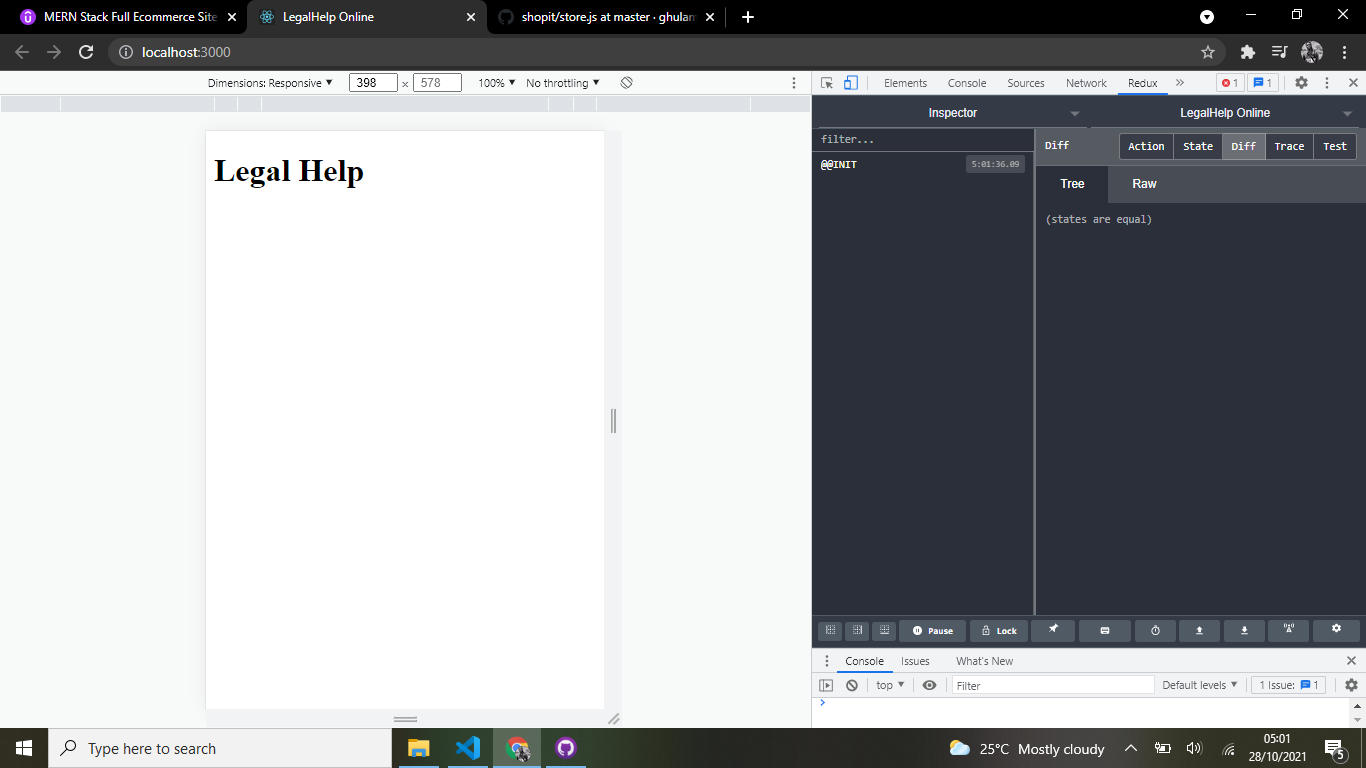 MERN Stack Full Ecommerce Site
LegalHelp Online
shopit/store.js at master · ghulam
localhost:3000
Dimensions: Responsive
398
×
578
100%
No throttling
Elements
Console
Sources
Network
Redux
»
1
1
Inspector
LegalHelp Online
filter...
Diff
Action
State
Diff
Trace
Test
@@INIT
5:01:36.09
Tree
Raw
(states are equal)
Legal Help
Pause
Lock
Console
Issues
What's New
top
Filter
Default levels
1 Issue:
1
Type here to search
25°C Mostly cloudy
05:01
28/10/2021
5